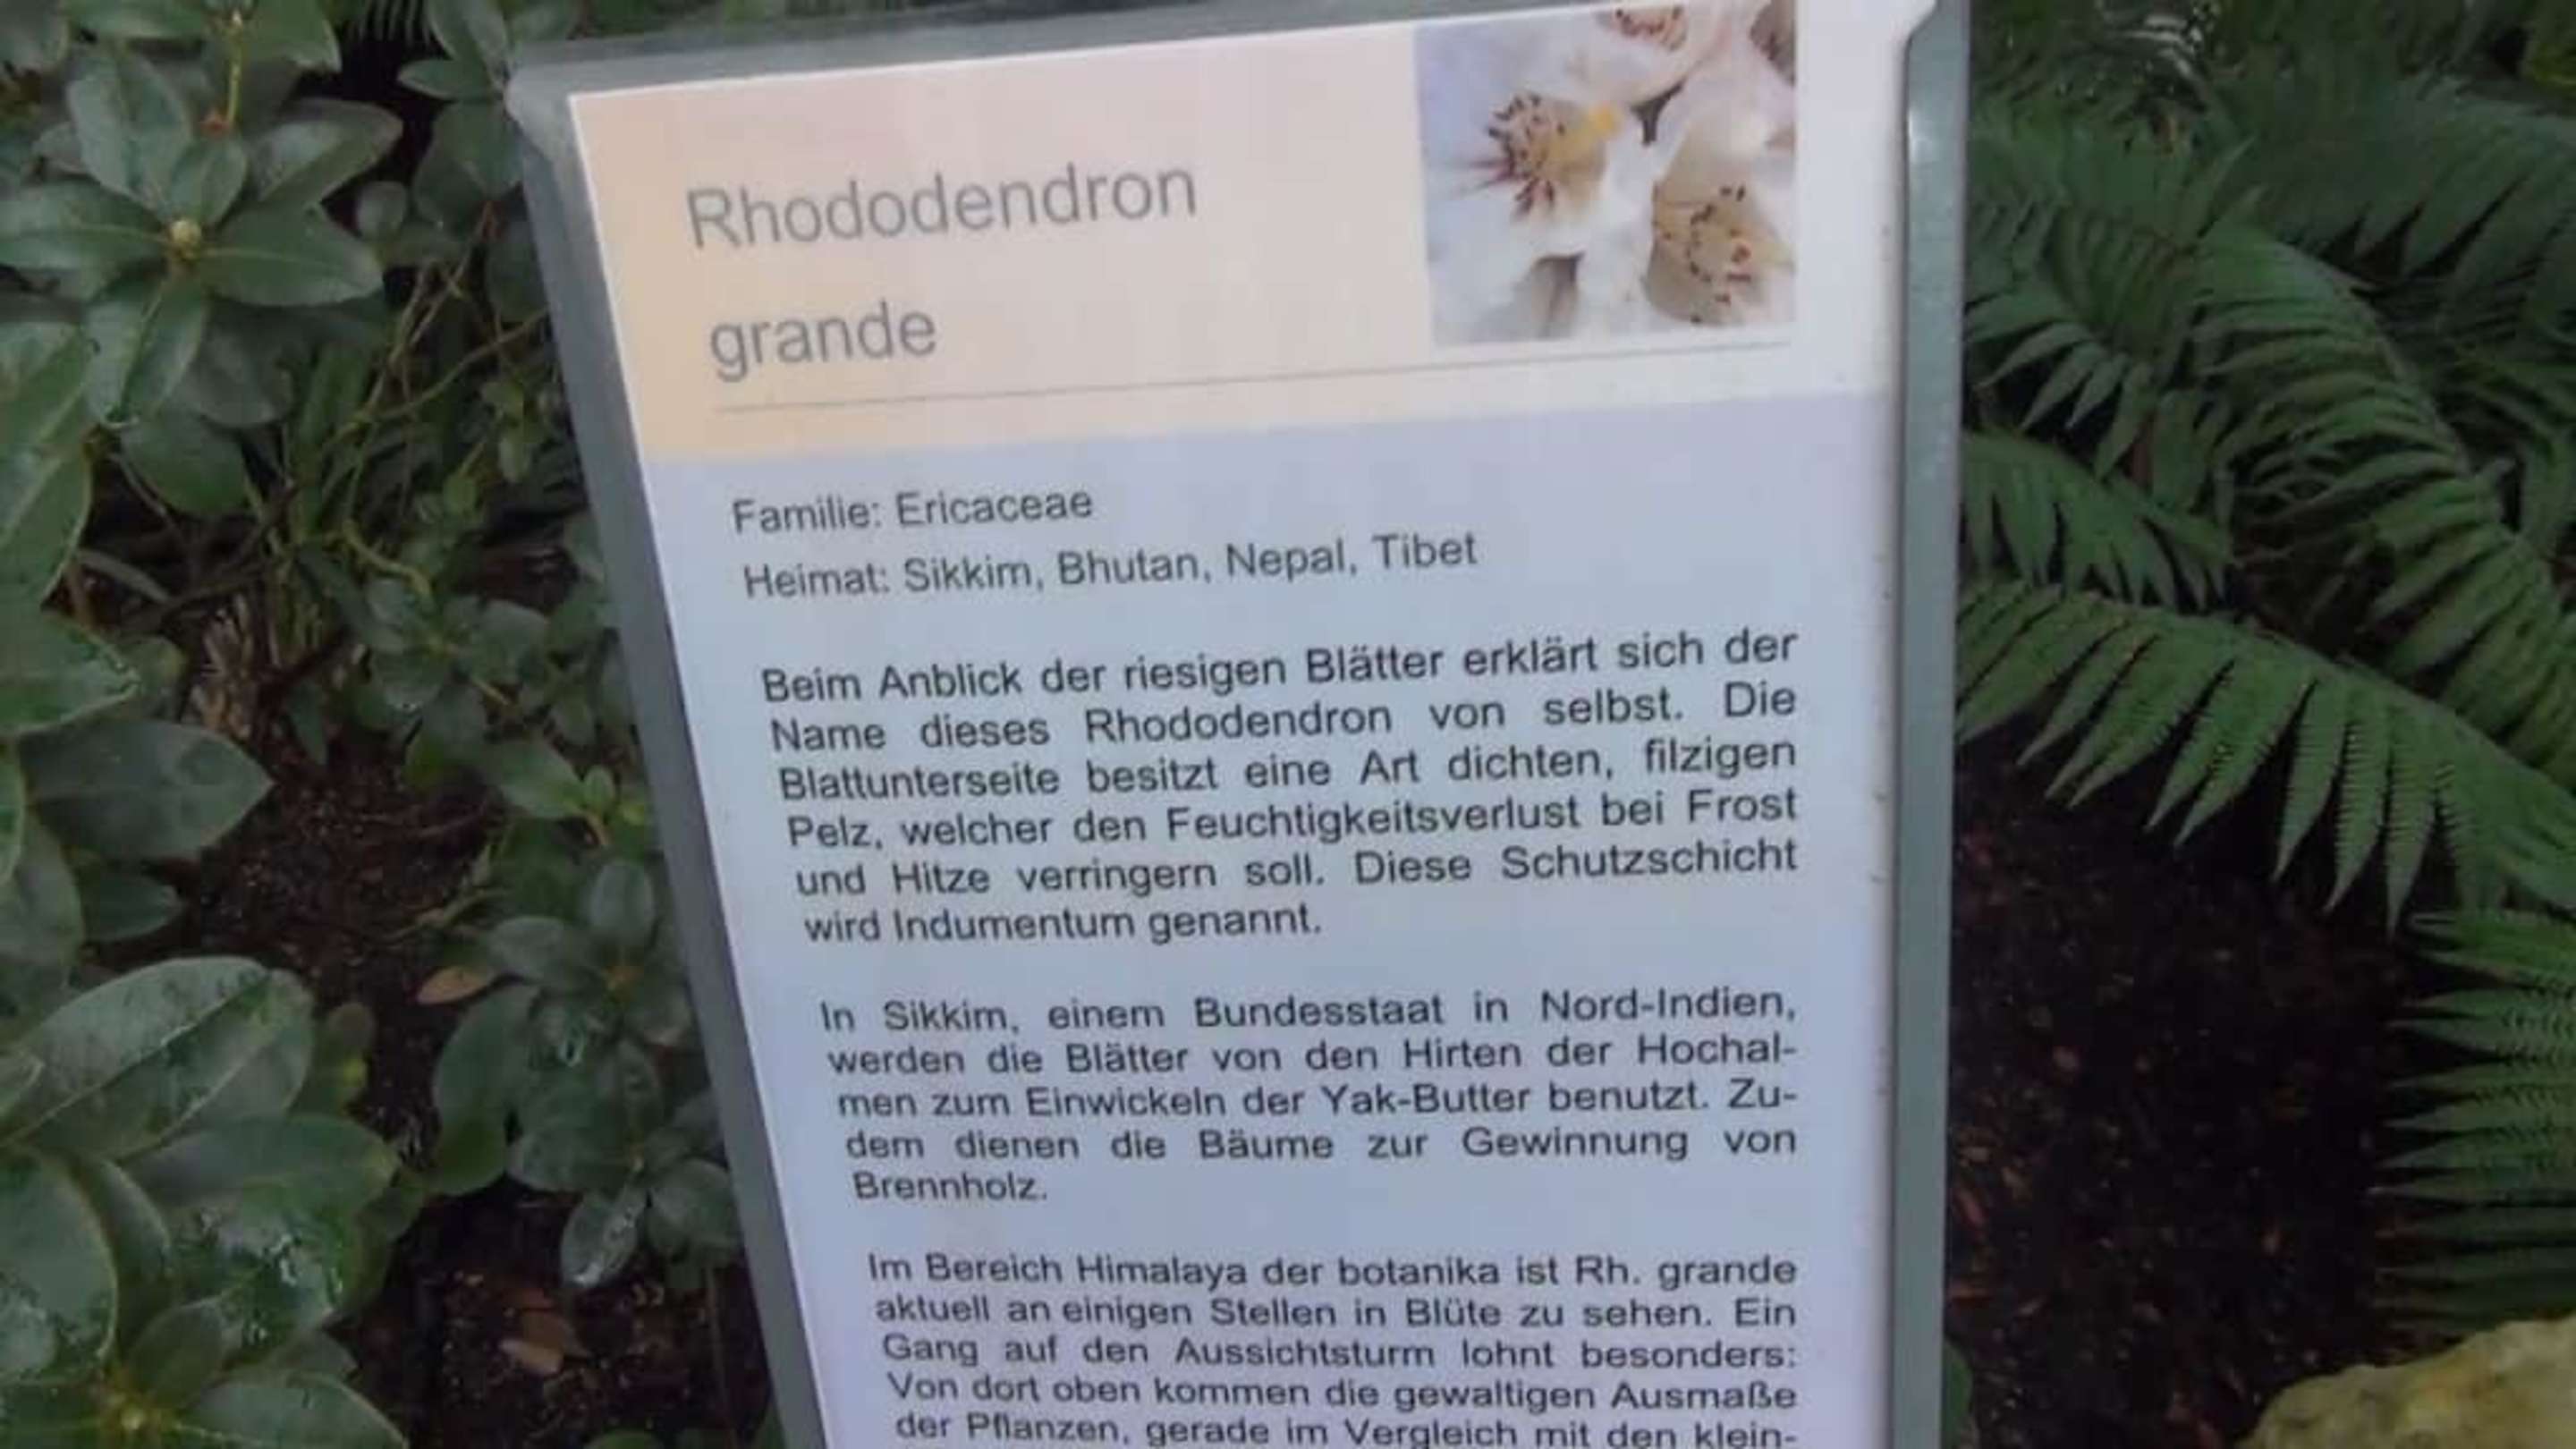 Rhododendron
grande
Familie: Ericaceae
Heimat: Sikkim, Bhutan, Nepal, Tibet
Beim Anblick der riesigen Blätter erklärt sich der
Name dieses Rhododendron von selbst. Die
Blattunterseite besitzt eine Art dichten, filzigen
Pelz, welcher den Feuchtigkeitsverlust bei Frost
und Hitze verringern soll. Diese Schutzschicht
wird Indumentum genannt.
In Sikkim, einem Bundesstaat in Nord-Indien,
werden die Blätter von den Hirten der Hochal-
men zum Einwickeln der Yak-Butter benutzt. Zu-
dem dienen die Bäume zur Gewinnung von
Brennholz.
Im Bereich Himalaya der botanika ist Rh. grande
aktuell an einigen Stellen in Blüte zu sehen. Ein
Gang auf den Aussichtsturm lohnt besonders:
Von dort oben kommen die gewaltigen Ausmaße
der Pflanzen, gerade im Vergleich mit den klein-